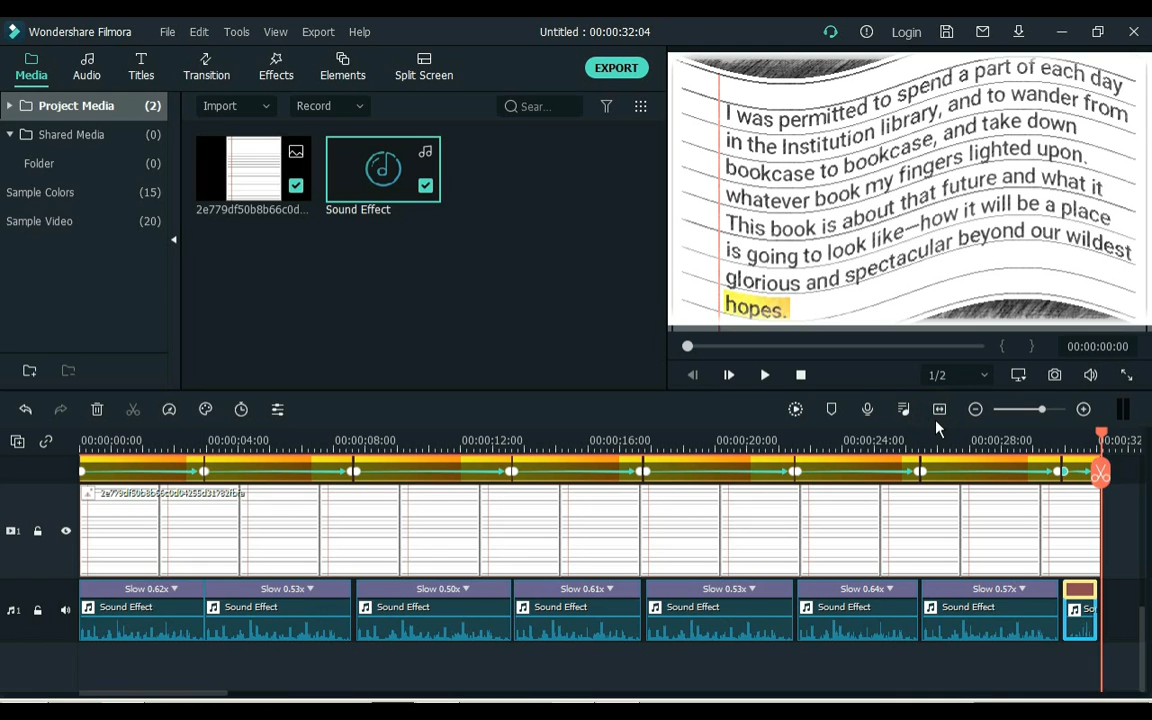 Wondershare Filmora File Edit Tools View Export Help Untitled : 00:00:32:04 Login
Media Audio Titles Transition Effects Elements Split Screen EXPORT
Project Media (2)
Shared Media (0)
Folder (0)
Sample Colors (15)
Sample Video (20)
Import Record Sear...
2e779df50b8b66c0d... Sound Effect
I was permitted to spend a part of each day
in the Institution library, and to wander from
bookcase to bookcase, and take down
whatever book my fingers lighted upon.
This book is about that future and what it
is going to look like—how it will be a place
glorious and spectacular beyond our wildest
hopes.
{ } 00:00:00:00
1/2
00:00:00:00 00:00:04:00 00:00:08:00 00:00:12:00 00:00:16:00 00:00:20:00 00:00:24:00 00:00:28:00 00:00:32
1
Slow 0.62x Slow 0.53x Slow 0.50x Slow 0.61x Slow 0.53x Slow 0.64x Slow 0.57x
1 Sound Effect Sound Effect Sound Effect Sound Effect Sound Effect Sound Effect Sound Effect So